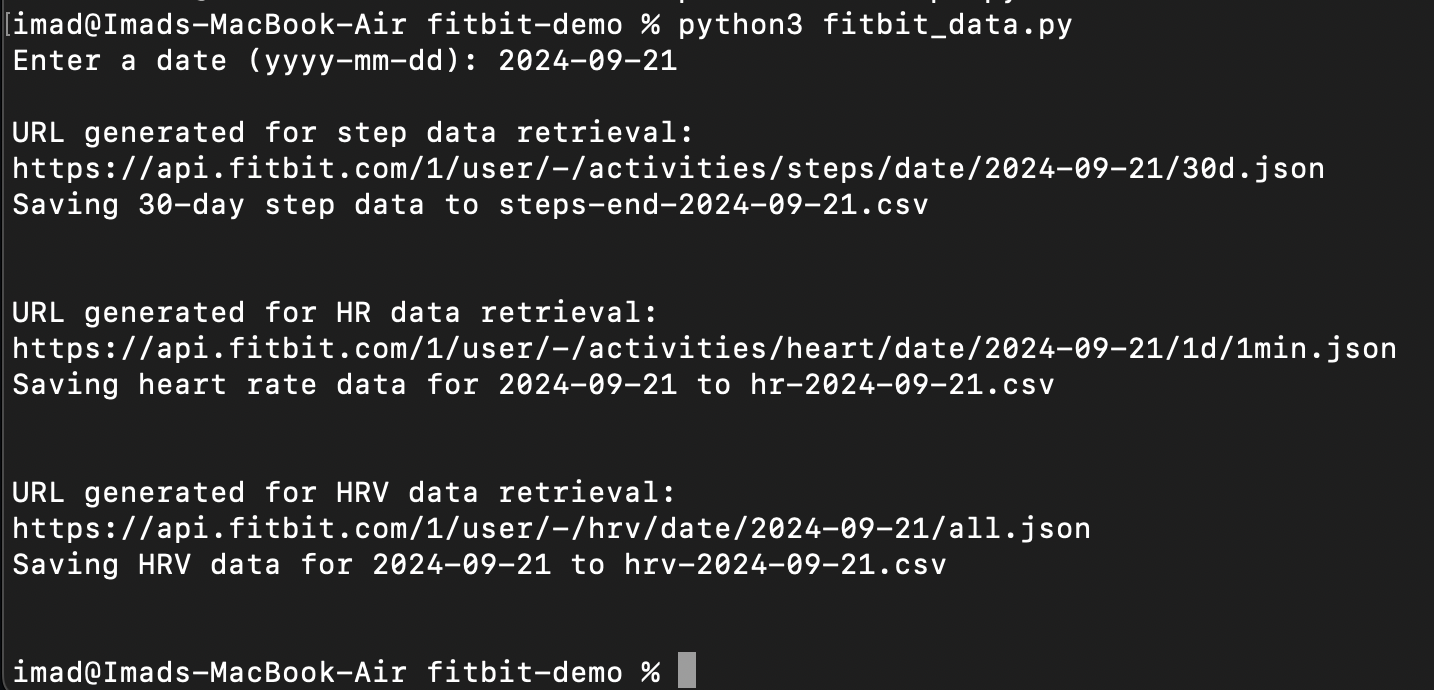 [imad@Imads-MacBook-Air fitbit-demo % python3 fitbit_data.py
Enter a date (yyyy-mm-dd): 2024-09-21
URL generated for step data retrieval:
https://api.fitbit.com/1/user/-/activities/steps/date/2024-09-21/30d.json
Saving 30-day step data to steps-end-2024-09-21.csv
URL generated for HR data retrieval:
https://api.fitbit.com/1/user/-/activities/heart/date/2024-09-21/1d/1min.json
Saving heart rate data for 2024-09-21 to hr-2024-09-21.csv
URL generated for HRV data retrieval:
https://api.fitbit.com/1/user/-/hrv/date/2024-09-21/all.json
Saving HRV data for 2024-09-21 to hrv-2024-09-21.csv
imad@Imads-MacBook-Air fitbit-demo %